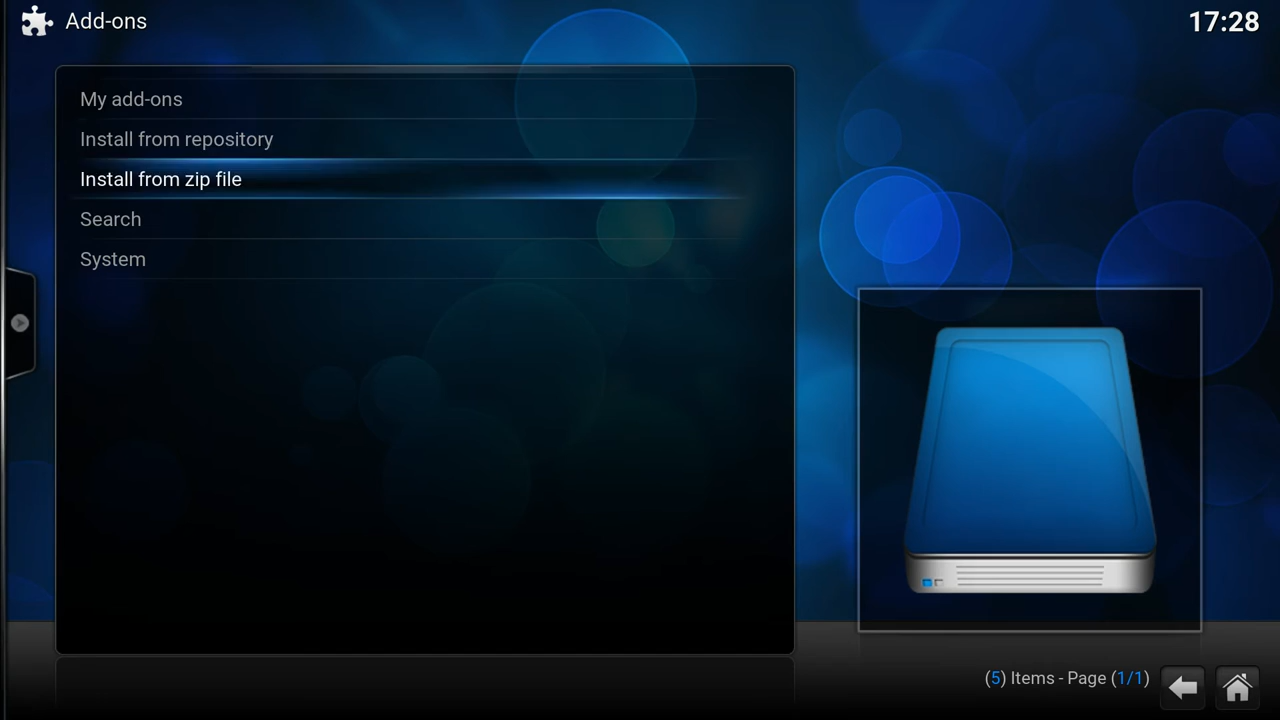 Add-ons
17:28
My add-ons
Install from repository
Install from zip file
Search
System
(5) Items - Page (1/1)